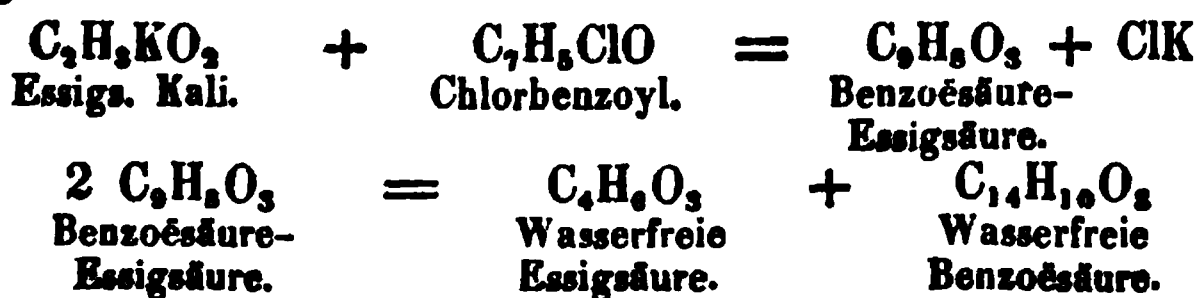 C₂H₃KO₂ + C₇H₅ClO = C₉H₈O₃ + ClK
Essigs. Kali. Chlorbenzoyl. Benzoësäure-
Essigsäure.
2 C₉H₈O₃ = C₄H₆O₃ + C₁₄H₁₀O₃
Benzoësäure- Wasserfreie Wasserfreie
Essigsäure. Essigsäure. Benzoësäure.